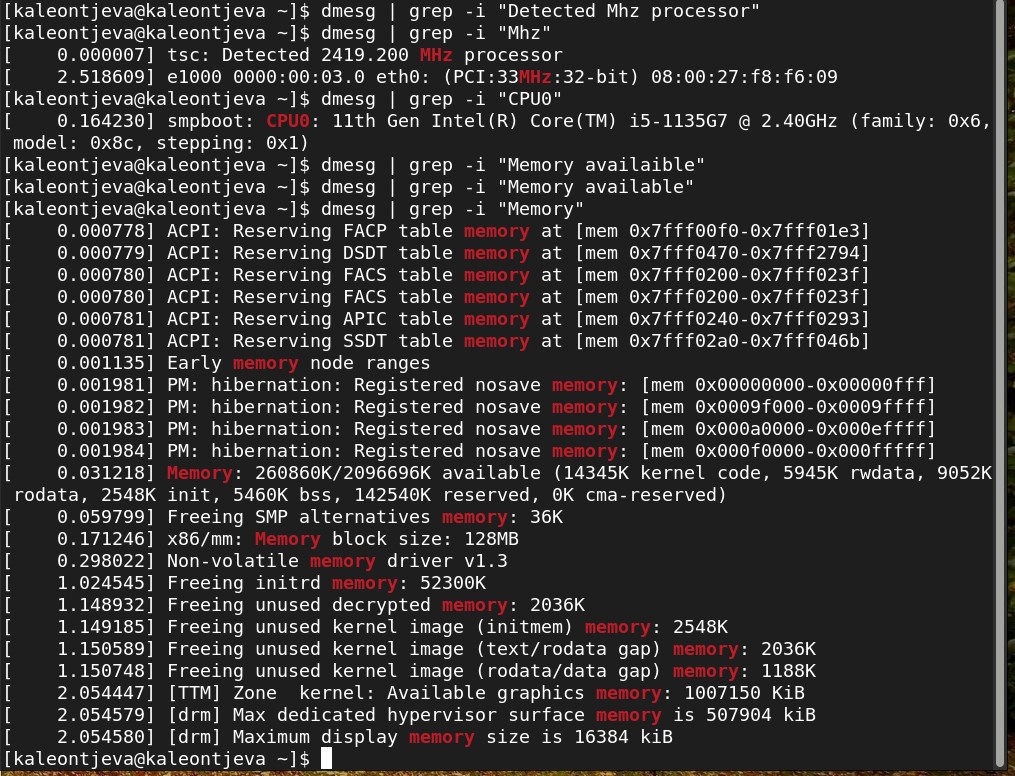 [kaleontjeva@kaleontjeva ~]$ dmesg | grep -i "Detected Mhz processor"
[kaleontjeva@kaleontjeva ~]$ dmesg | grep -i "Mhz"
[    0.000007] tsc: Detected 2419.200 MHz processor
[    2.518609] e1000 0000:00:03.0 eth0: (PCI:33MHz:32-bit) 08:00:27:f8:f6:09
[kaleontjeva@kaleontjeva ~]$ dmesg | grep -i "CPU0"
[    0.164230] smpboot: CPU0: 11th Gen Intel(R) Core(TM) i5-1135G7 @ 2.40GHz (family: 0x6,
model: 0x8c, stepping: 0x1)
[kaleontjeva@kaleontjeva ~]$ dmesg | grep -i "Memory availaible"
[kaleontjeva@kaleontjeva ~]$ dmesg | grep -i "Memory available"
[kaleontjeva@kaleontjeva ~]$ dmesg | grep -i "Memory"
[    0.000778] ACPI: Reserving FACP table memory at [mem 0x7fff00f0-0x7fff01e3]
[    0.000779] ACPI: Reserving DSDT table memory at [mem 0x7fff0470-0x7fff2794]
[    0.000780] ACPI: Reserving FACS table memory at [mem 0x7fff0200-0x7fff023f]
[    0.000780] ACPI: Reserving FACS table memory at [mem 0x7fff0200-0x7fff023f]
[    0.000781] ACPI: Reserving APIC table memory at [mem 0x7fff0240-0x7fff0293]
[    0.000781] ACPI: Reserving SSDT table memory at [mem 0x7fff02a0-0x7fff046b]
[    0.001135] Early memory node ranges
[    0.001981] PM: hibernation: Registered nosave memory: [mem 0x00000000-0x00000fff]
[    0.001982] PM: hibernation: Registered nosave memory: [mem 0x0009f000-0x0009ffff]
[    0.001983] PM: hibernation: Registered nosave memory: [mem 0x000a0000-0x000effff]
[    0.001984] PM: hibernation: Registered nosave memory: [mem 0x000f0000-0x000fffff]
[    0.031218] Memory: 260860K/2096696K available (14345K kernel code, 5945K rwdata, 9052K
rodata, 2548K init, 5460K bss, 142540K reserved, 0K cma-reserved)
[    0.059799] Freeing SMP alternatives memory: 36K
[    0.171246] x86/mm: Memory block size: 128MB
[    0.298022] Non-volatile memory driver v1.3
[    1.024545] Freeing initrd memory: 52300K
[    1.148932] Freeing unused decrypted memory: 2036K
[    1.149185] Freeing unused kernel image (initmem) memory: 2548K
[    1.150589] Freeing unused kernel image (text/rodata gap) memory: 2036K
[    1.150748] Freeing unused kernel image (rodata/data gap) memory: 1188K
[    2.054447] [TTM] Zone  kernel: Available graphics memory: 1007150 KiB
[    2.054579] [drm] Max dedicated hypervisor surface memory is 507904 kiB
[    2.054580] [drm] Maximum display memory size is 16384 kiB
[kaleontjeva@kaleontjeva ~]$